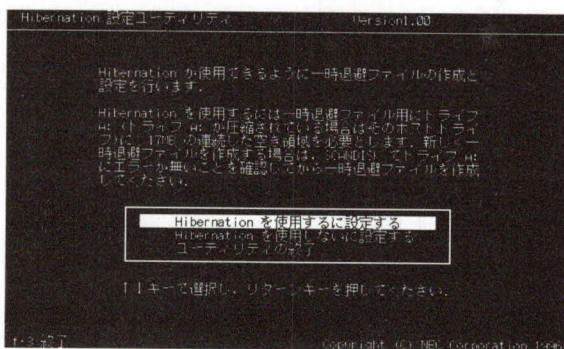 Hibernation 設定ユーティリティ Version1.00
Hibernation が使用できるように一時退避ファイルの作成と
設定を行います.
Hibernation を使用するには一時退避ファイル用にドライブ
A: (ドライブ A: が圧縮されている場合はそのホストドライ
ブ)に, 17MB の連続した空き領域を必要とします. 新しく一
時退避ファイルを作成する場合は, SCANDISK でドライブ A:
にエラーが無いことを確認してから一時退避ファイルを作成
してください.
Hibernation を使用するに設定する
Hibernation を使用しないに設定する
ユーティリティの終了
↑↓キーで選択し, リターンキーを押してください.
f･3 終了 Copyright (C) NEC Corporation 1996